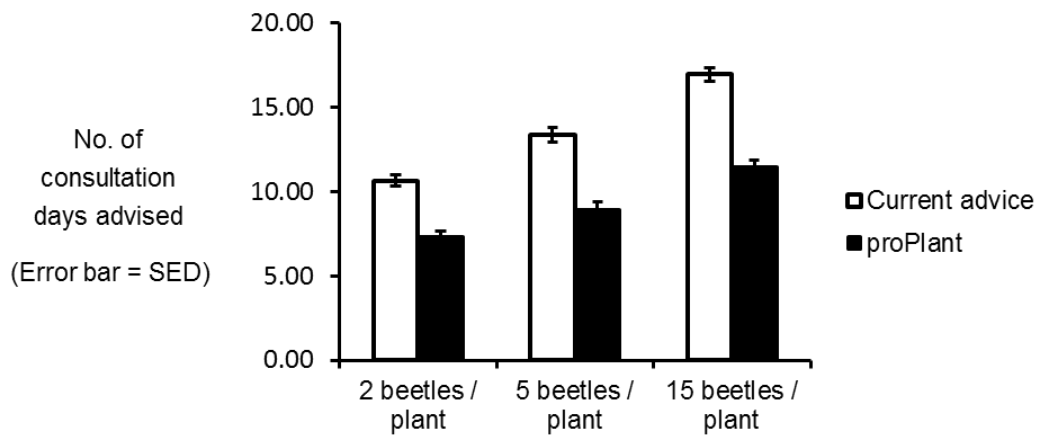 No. of
consultation
days advised
(Error bar = SED)
20.00
15.00
10.00
5.00
0.00
2 beetles /
plant
5 beetles /
plant
15 beetles /
plant
Current advice
proPlant